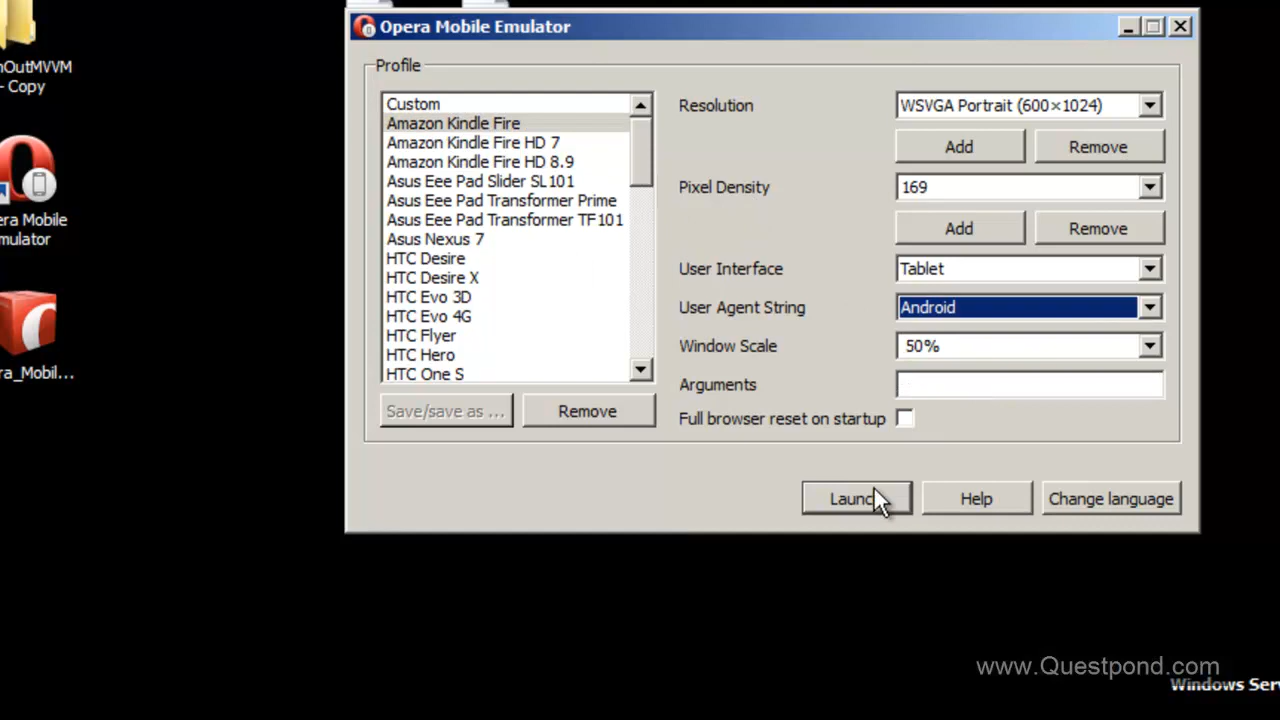 Opera Mobile Emulator
Profile
Custom
Amazon Kindle Fire
Amazon Kindle Fire HD 7
Amazon Kindle Fire HD 8.9
Asus Eee Pad Slider SL101
Asus Eee Pad Transformer Prime
Asus Eee Pad Transformer TF101
Asus Nexus 7
HTC Desire
HTC Desire X
HTC Evo 3D
HTC Evo 4G
HTC Flyer
HTC Hero
HTC One S
Save/save as ...
Remove
Resolution
WSVGA Portrait (600×1024)
Add
Remove
Pixel Density
169
Add
Remove
User Interface
Tablet
User Agent String
Android
Window Scale
50%
Arguments
Full browser reset on startup
Launc
Help
Change language
nOutMVVM
- Copy
era Mobile
mulator
ra_Mobil...
www.Questpond.com
Windows Serv